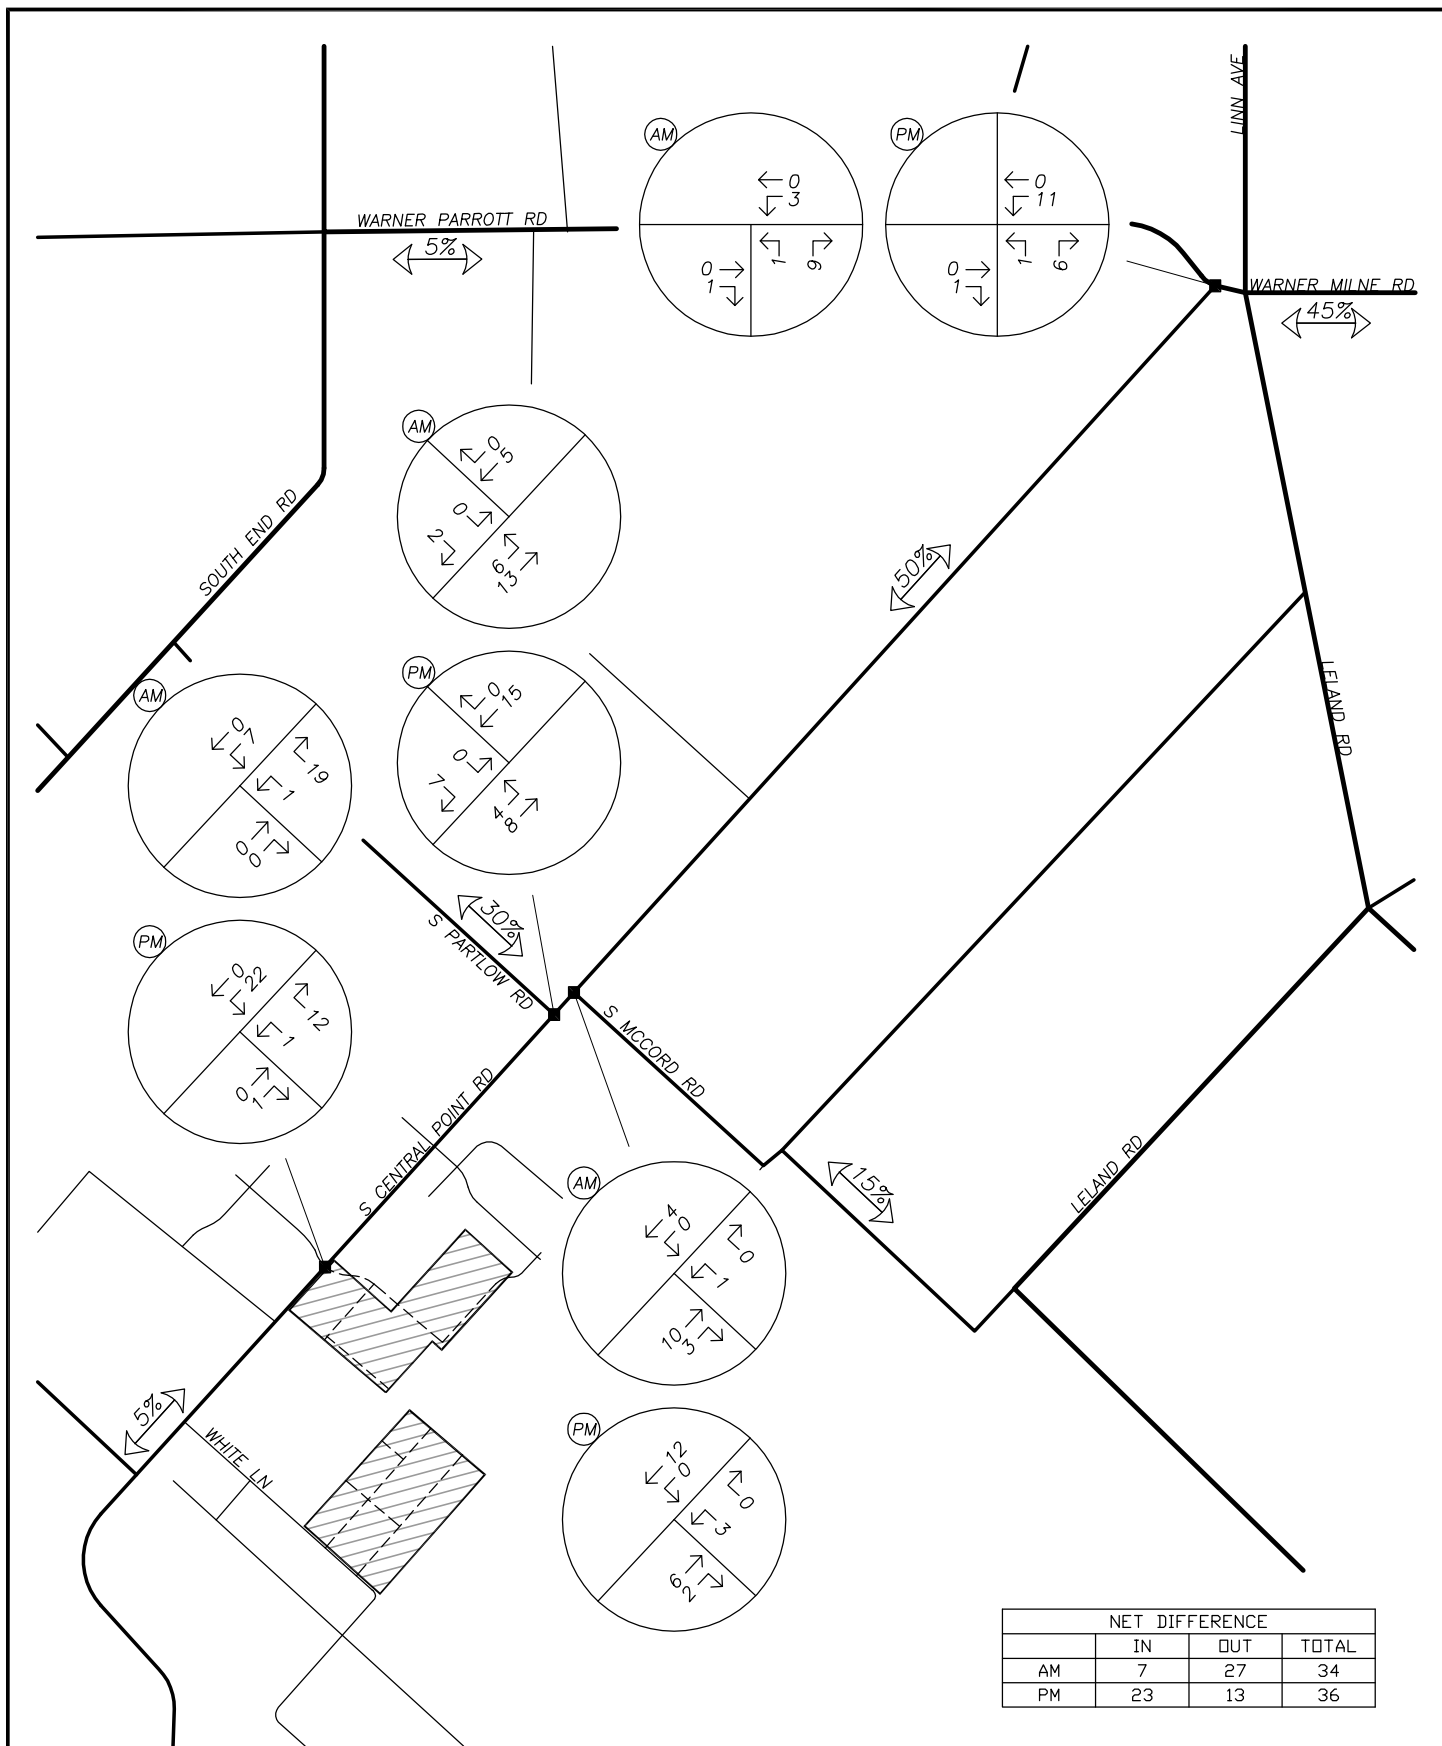 LINN AVE
AM
0
3
1
9
0
1
PM
0
11
1
6
0
1
WARNER PARROTT RD
5%
WARNER MILNE RD
45%
AM
0
5
0
2
6
13
SOUTH END RD
50%
PM
0
15
0
7
4
8
LELAND RD
AM
0
7
19
1
0
0
30%
S PARTLOW RD
PM
0
22
12
1
0
1
S MCCORD RD
S CENTRAL POINT RD
15%
LELAND RD
AM
4
0
0
1
10
3
5%
WHITE LN
PM
12
0
0
3
6
2
NET DIFFERENCE
IN OUT TOTAL
AM 7 27 34
PM 23 13 36